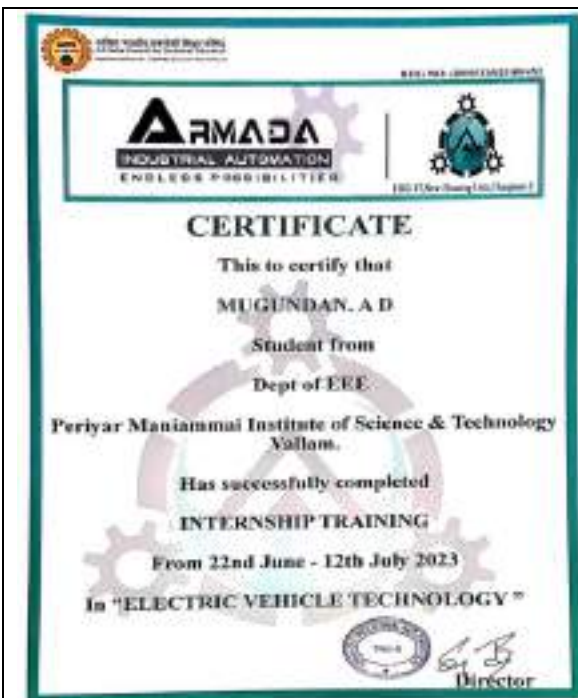 ARMADA
INDUSTRIAL AUTOMATION
ENDLESS POSSIBILITIES
CERTIFICATE
This to certify that
MUGUNDAN. A D
Student from
Dept of EEE
Periyar Maniammai Institute of Science & Technology
Vallam.
Has successfully completed
INTERNSHIP TRAINING
From 22nd June - 12th July 2023
In "ELECTRIC VEHICLE TECHNOLOGY"
Director